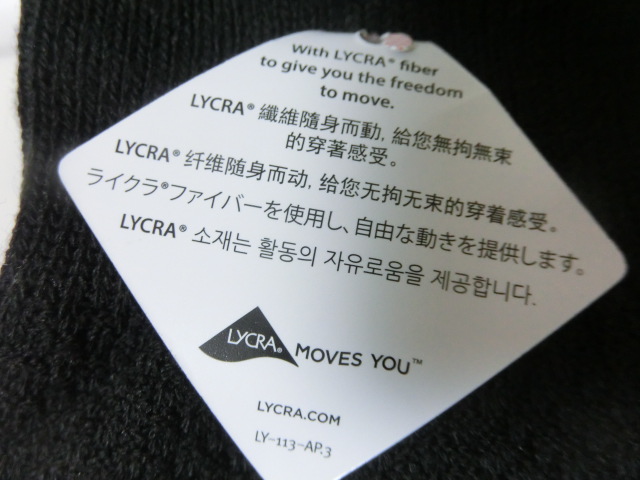 With LYCRA® fiber
to give you the freedom
to move.
LYCRA® 纖維隨身而動, 給您無拘無束
的穿著感受。
LYCRA® 纤维随身而动, 给您无拘无束的穿着感受。
ライクラ®ファイバーを使用し、自由な動きを提供します。
LYCRA® 소재는 활동의 자유로움을 제공합니다.
LYCRA® MOVES YOU™
LYCRA.COM
LY-113-AP.3